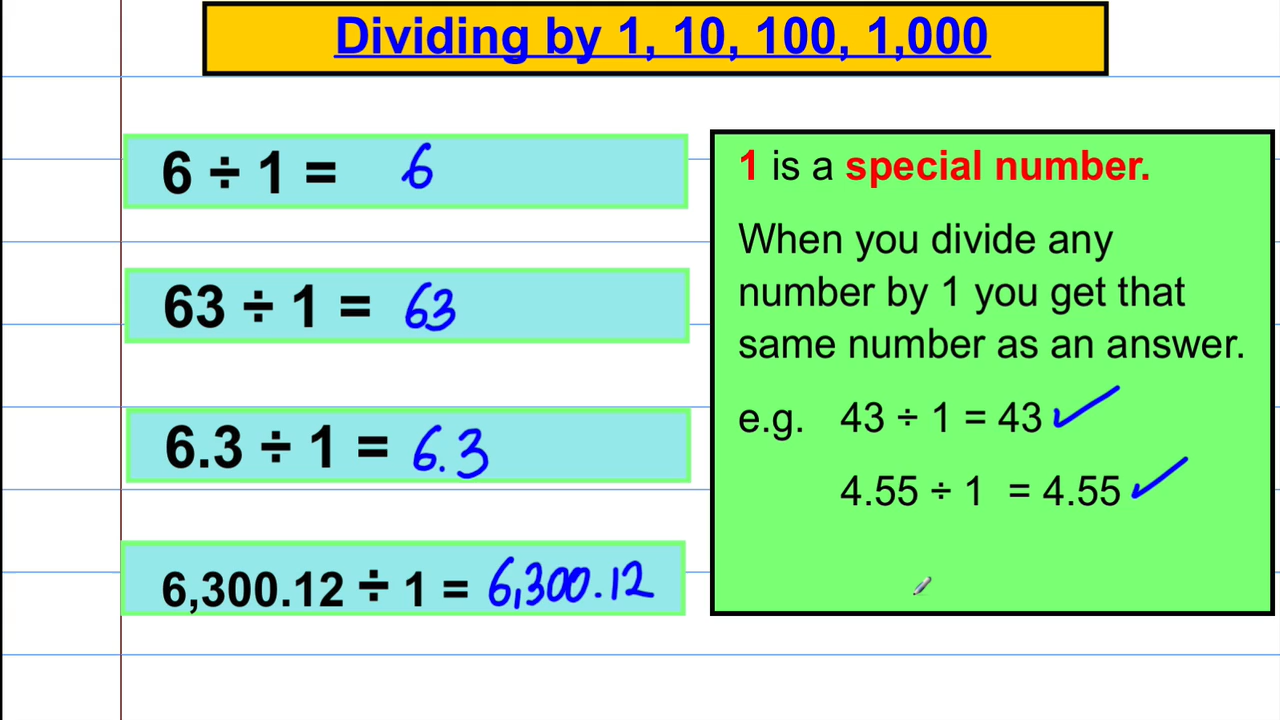 Dividing by 1, 10, 100, 1,000
6 ÷ 1 = 6
63 ÷ 1 = 63
6.3 ÷ 1 = 6.3
6,300.12 ÷ 1 = 6,300.12
1 is a special number.
When you divide any
number by 1 you get that
same number as an answer.
e.g. 43 ÷ 1 = 43
4.55 ÷ 1 = 4.55